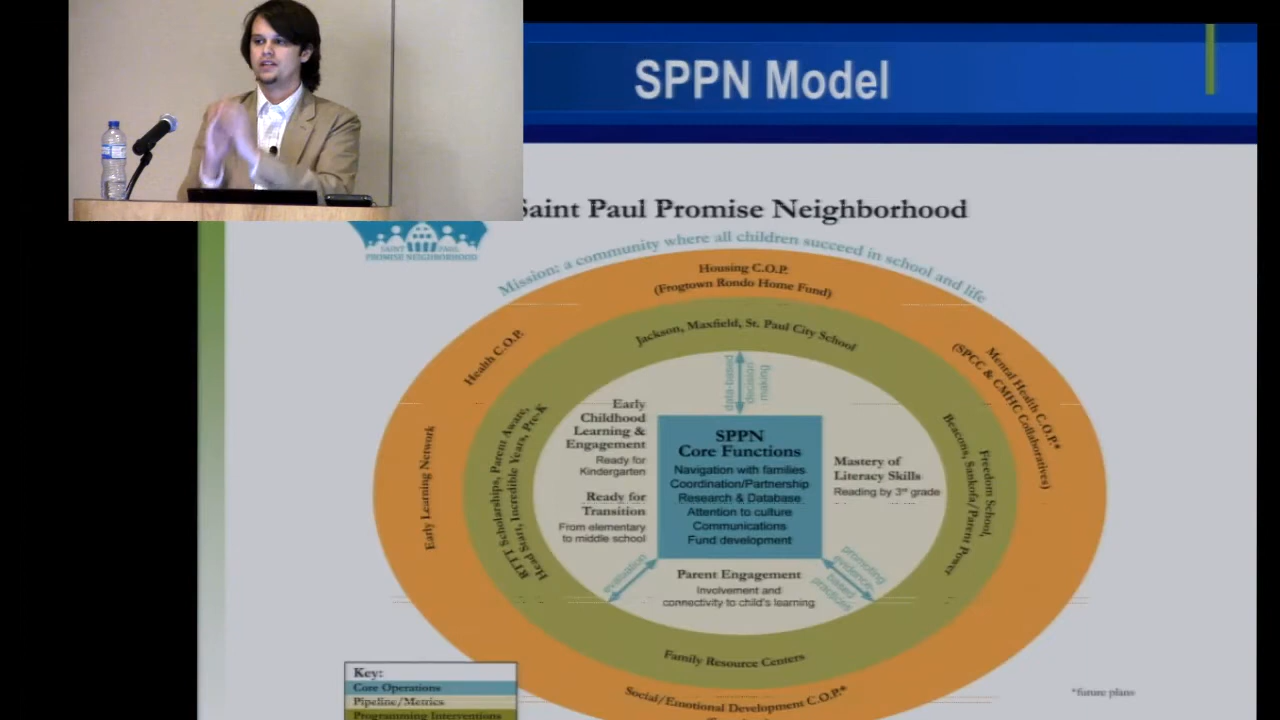 SPPN Model
Saint Paul Promise Neighborhood
SAINT PAUL
PROMISE NEIGHBORHOOD
Mission: a community where all children succeed in school and life
Housing C.O.P.
(Frogtown Rondo Home Fund)
Health C.O.P.
Mental Health C.O.P.*
(SPCC & CMHC Collaboratives)
Early Learning Network
Jackson, Maxfield, St. Paul City School
RTTT Scholarships, Parent Aware,
Head Start, Incredible Years, Pre-K
Freedom School,
Beacons, Sankofa/Parent Power
data-based
decision
making
Early
Childhood
Learning &
Engagement
Ready for
Kindergarten
Ready for
Transition
From elementary
to middle school
SPPN
Core Functions
Navigation with families
Coordination/Partnership
Research & Database
Attention to culture
Communications
Fund development
Mastery of
Literacy Skills
Reading by 3rd grade
evaluation
promoting
evidence
based
practices
Parent Engagement
Involvement and
connectivity to child's learning
Family Resource Centers
Social/Emotional Development C.O.P.*
*future plans
Key:
Core Operations
Pipeline/Metrics
Programming Interventions